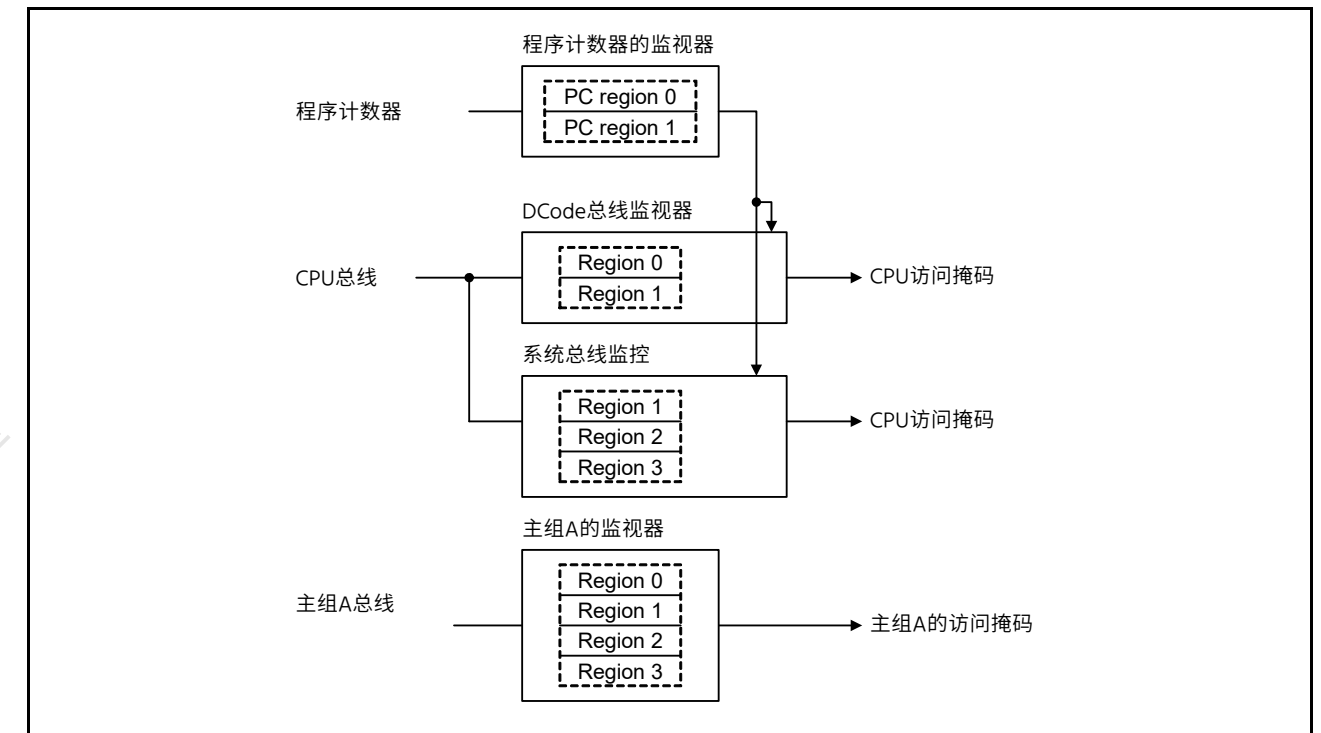 程序计数器的监视器
程序计数器
PC region 0
PC region 1
DCode总线监视器
CPU总线
Region 0
Region 1
CPU访问掩码
系统总线监控
Region 1
Region 2
Region 3
CPU访问掩码
主组A的监视器
主组A总线
Region 0
Region 1
Region 2
Region 3
主组A的访问掩码